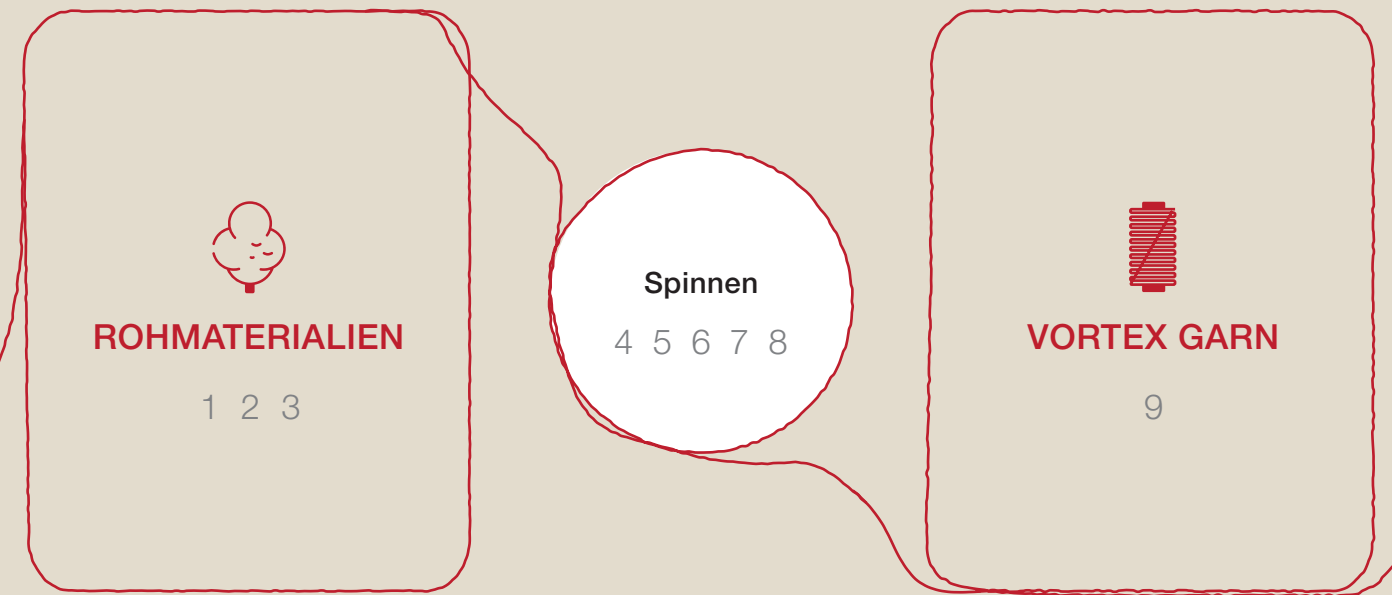 ROHMATERIALIEN
1 2 3
Spinnen
4 5 6 7 8
VORTEX GARN
9